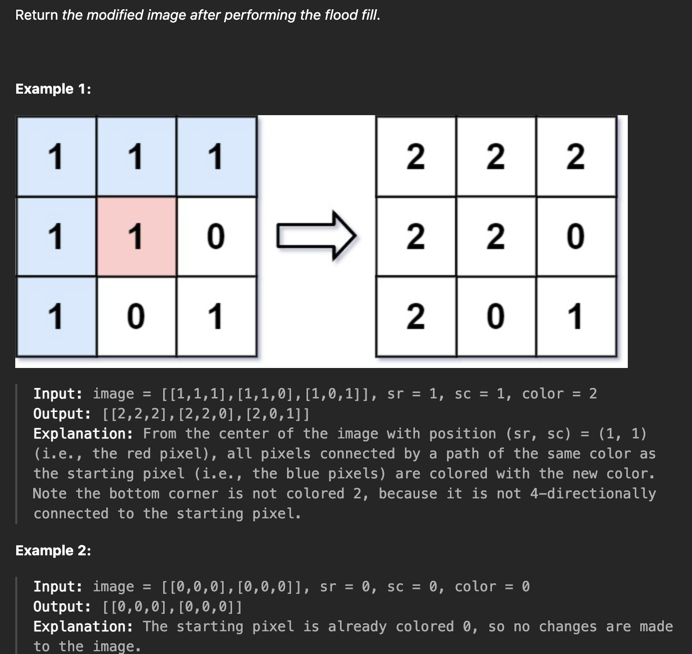 Return the modified image after performing the flood fill.
Example 1:
1 1 1 2 2 2
1 1 0 2 2 0
1 0 1 2 0 1
Input: image = [[1,1,1],[1,1,0],[1,0,1]], sr = 1, sc = 1, color = 2
Output: [[2,2,2],[2,2,0],[2,0,1]]
Explanation: From the center of the image with position (sr, sc) = (1, 1)
(i.e., the red pixel), all pixels connected by a path of the same color as
the starting pixel (i.e., the blue pixels) are colored with the new color.
Note the bottom corner is not colored 2, because it is not 4-directionally
connected to the starting pixel.
Example 2:
Input: image = [[0,0,0],[0,0,0]], sr = 0, sc = 0, color = 0
Output: [[0,0,0],[0,0,0]]
Explanation: The starting pixel is already colored 0, so no changes are made
to the image.